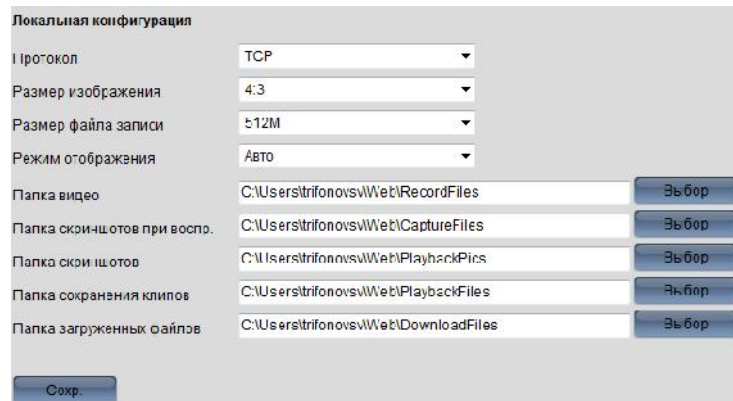 Локальная конфигурация
Протокол TCP
Размер изображения 4:3
Размер файла записи 512M
Режим отображения Авто
Папка видео C:\Users\trifonovsv\Web\RecordFiles Выбор
Папка скриншотов при воспр. C:\Users\trifonovsv\Web\CaptureFiles Выбор
Папка скриншотов C:\Users\trifonovsv\Web\PlaybackPics Выбор
Папка сохранения клипов C:\Users\trifonovsv\Web\PlaybackFiles Выбор
Папка загруженных файлов C:\Users\trifonovsv\Web\DownloadFiles Выбор
Сохр.